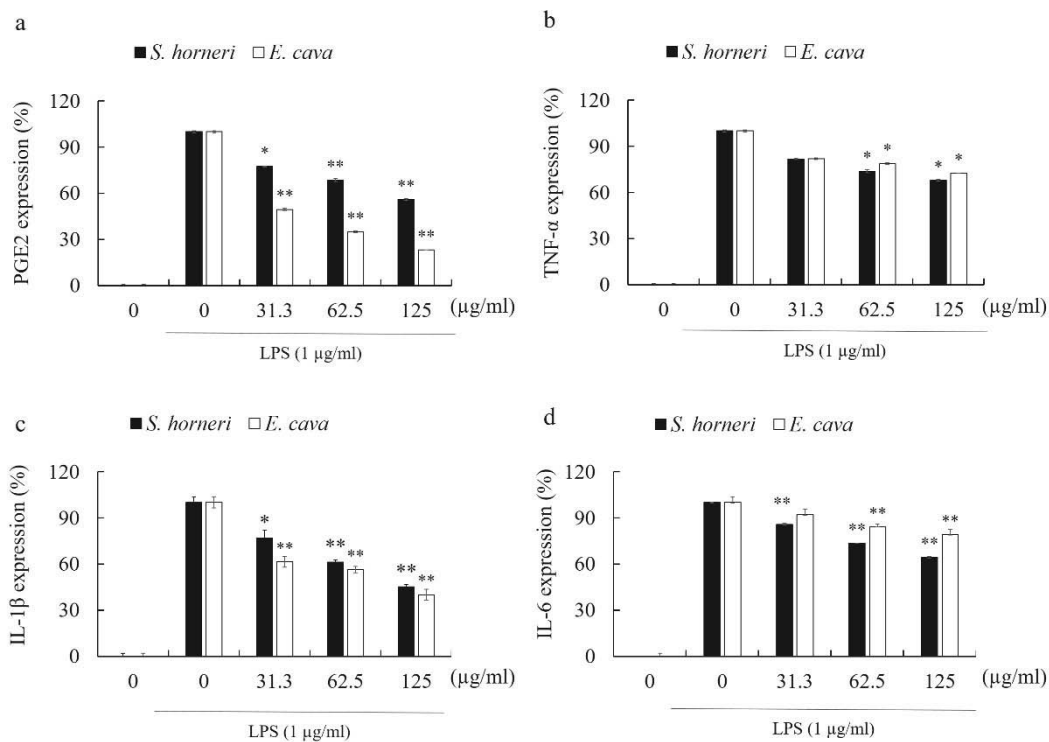 a
■ S. horneri □ E. cava
PGE2 expression (%)
120
90
60
30
0
* ** ** ** ** **
0 0 31.3 62.5 125 (µg/ml)
LPS (1 µg/ml)
b
■ S. horneri □ E. cava
TNF-α expression (%)
120
90
60
30
0
* * * *
0 0 31.3 62.5 125 (µg/ml)
LPS (1 µg/ml)
c
■ S. horneri □ E. cava
IL-1β expression (%)
120
90
60
30
0
* ** ** ** ** **
0 0 31.3 62.5 125 (µg/ml)
LPS (1 µg/ml)
d
■ S. horneri □ E. cava
IL-6 expression (%)
120
90
60
30
0
** ** ** ** **
0 0 31.3 62.5 125 (µg/ml)
LPS (1 µg/ml)